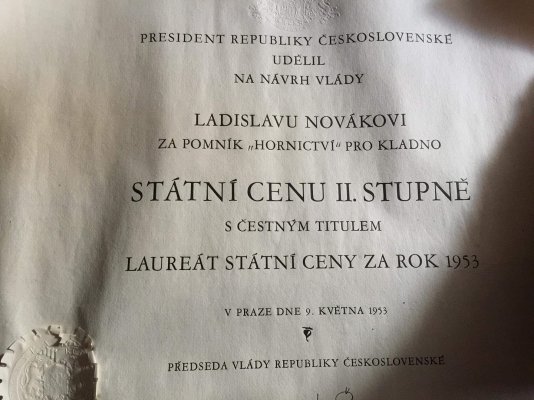 PRESIDENT REPUBLIKY ČESKOSLOVENSKÉ
UDĚLIL
NA NÁVRH VLÁDY
LADISLAVU NOVÁKOVI
ZA POMNÍK „HORNICTVÍ“ PRO KLADNO
STÁTNÍ CENU II. STUPNĚ
S ČESTNÝM TITULEM
LAUREÁT STÁTNÍ CENY ZA ROK 1953
V PRAZE DNE 9. KVĚTNA 1953
PŘEDSEDA VLÁDY REPUBLIKY ČESKOSLOVENSKÉ